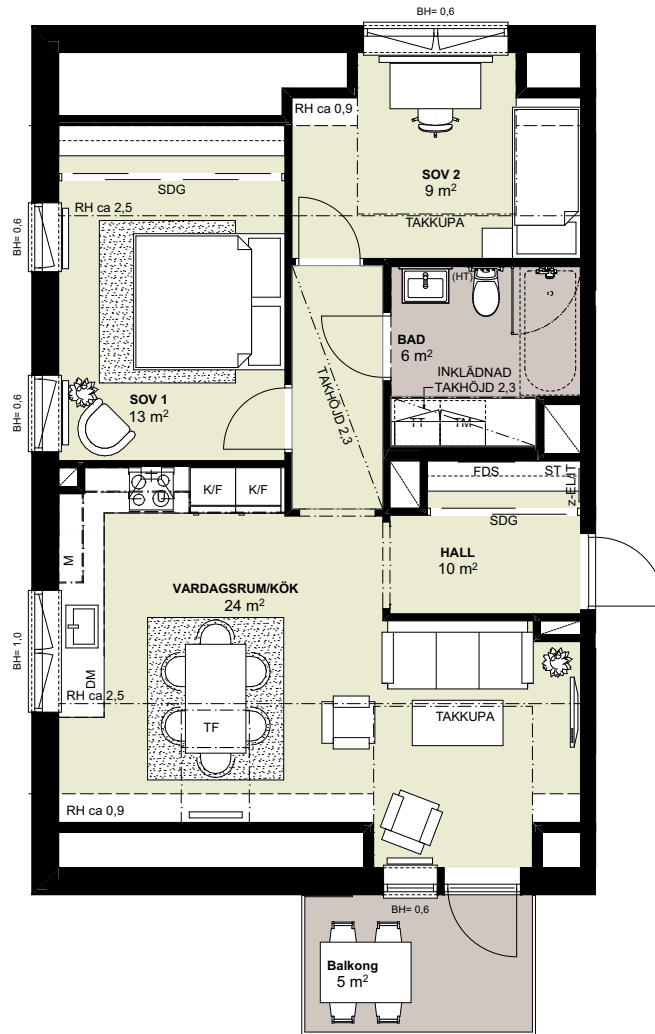 BH= 0,6
RH ca 0,9
SOV 2
9 m²
SDG
RH ca 2,5
TAKKUPA
BH= 0,6
(HT)
BAD
6 m²
INKLÄDNAD
TAKHÖJD 2,3
TAKHÖJD 2,3
SOV 1
13 m²
BH= 0,6
TT
TM
K/F
K/F
FDS
ST
z-EL/IT
SDG
HALL
10 m²
M
VARDAGSRUM/KÖK
24 m²
BH= 1,0
DM
RH ca 2,5
TF
TAKKUPA
RH ca 0,9
BH= 0,6
Balkong
5 m²